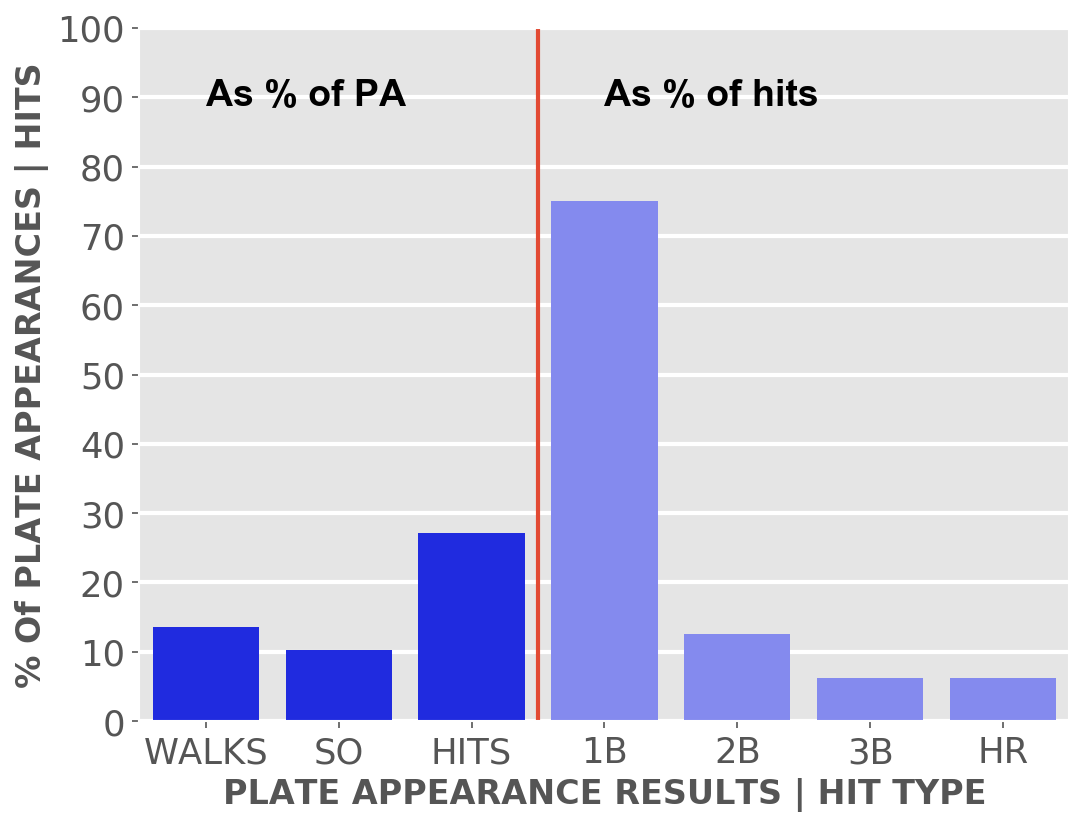 % Of PLATE APPEARANCES | HITS
100
90
80
70
60
50
40
30
20
10
0
As % of PA
As % of hits
WALKS SO HITS 1B 2B 3B HR
PLATE APPEARANCE RESULTS | HIT TYPE